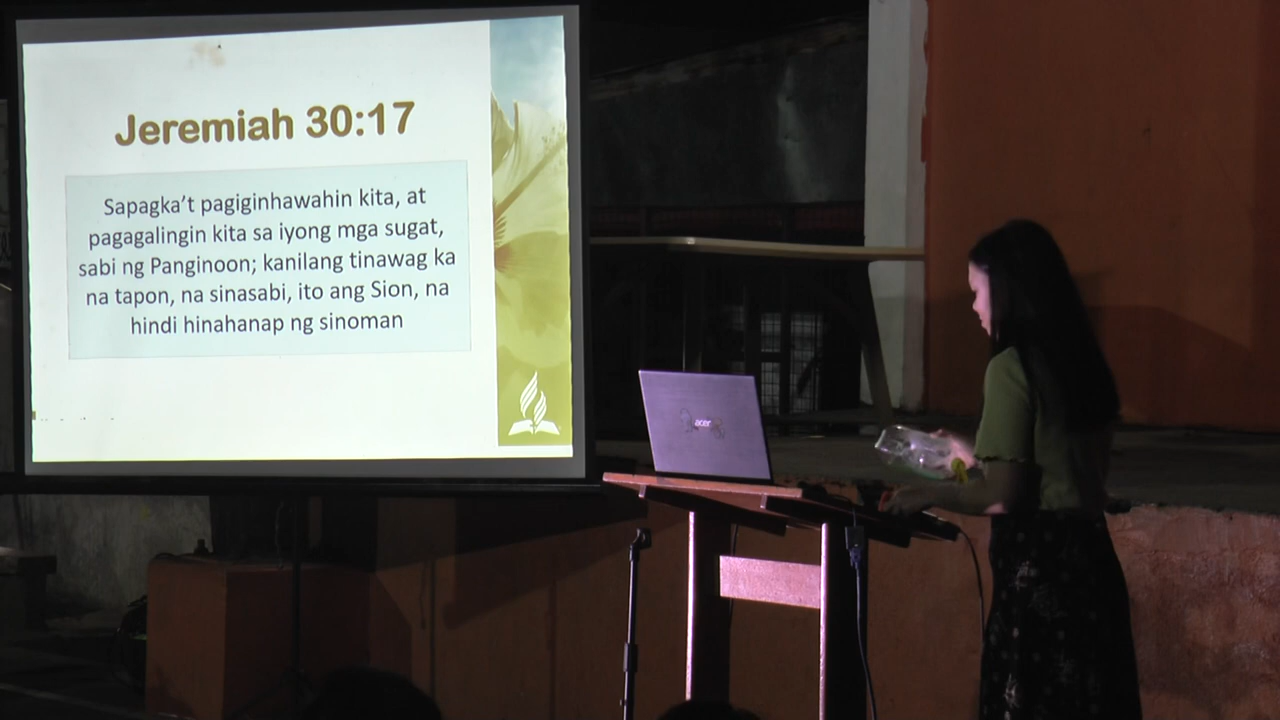 Jeremiah 30:17
Sapagka't pagiginhawahin kita, at
pagagalingin kita sa iyong mga sugat,
sabi ng Panginoon; kanilang tinawag ka
na tapon, na sinasabi, ito ang Sion, na
hindi hinahanap ng sinoman
acer